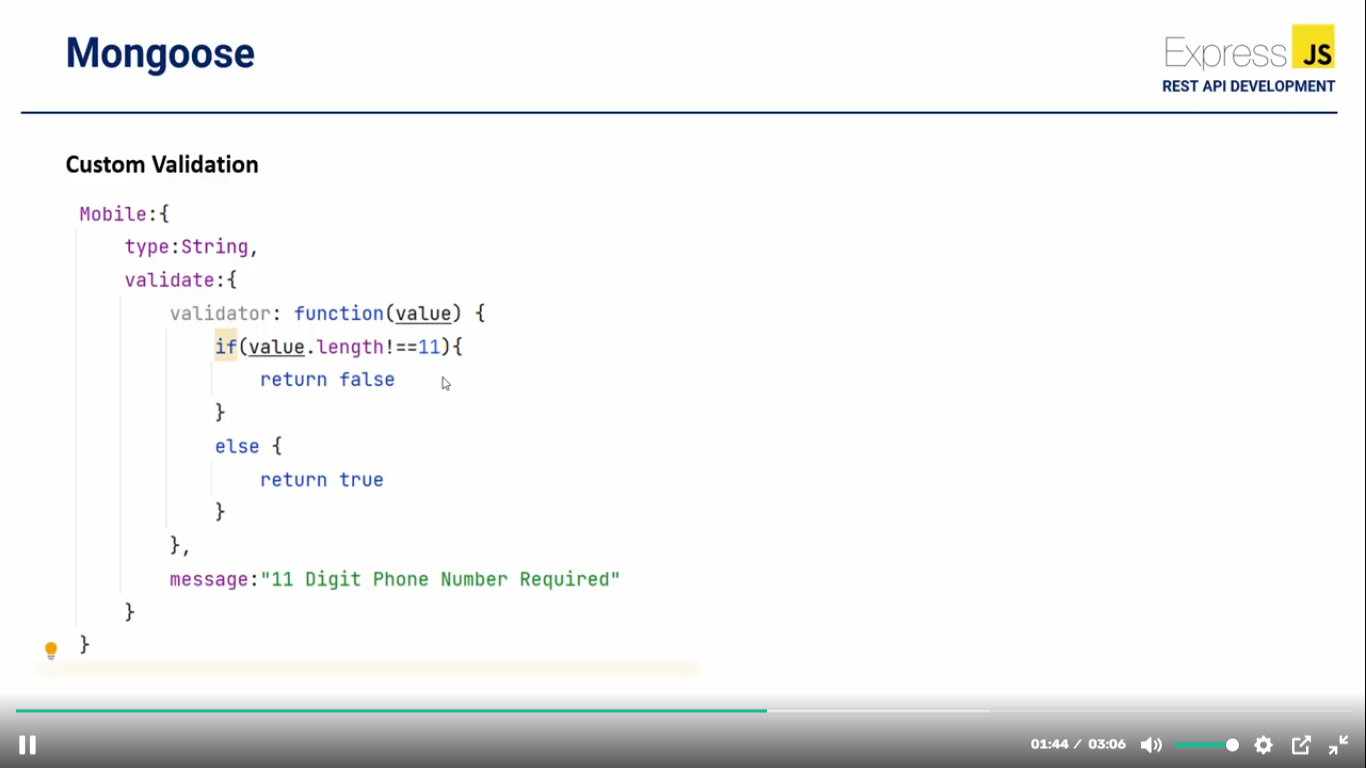 Mongoose
Express JS
REST API DEVELOPMENT
Custom Validation
Mobile:{
type:String,
validate:{
validator: function(value) {
if(value.length!==11){
return false
}
else {
return true
}
},
message:"11 Digit Phone Number Required"
}
}
01:44 / 03:06